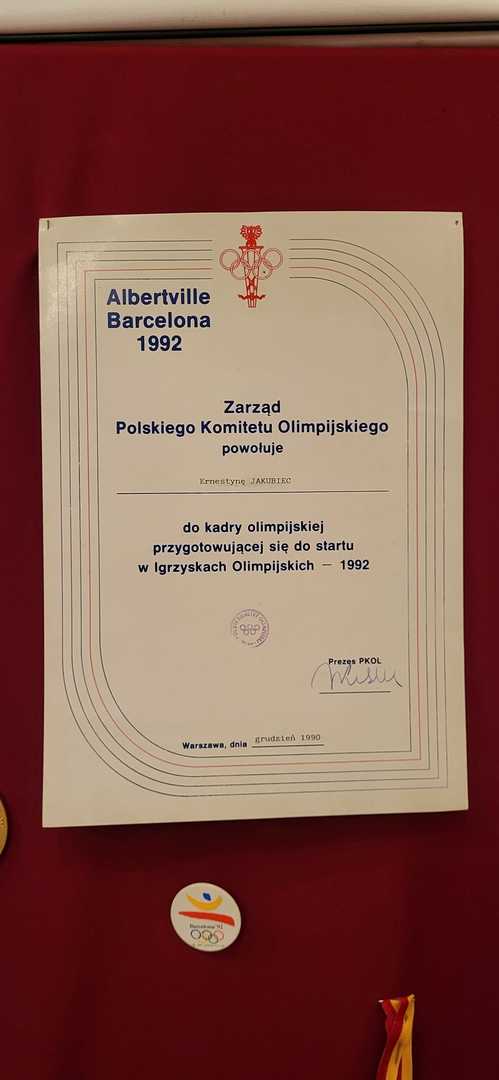 Albertville
Barcelona
1992
Zarząd
Polskiego Komitetu Olimpijskiego
powołuje
Ernestynę JAKUBIEC
do kadry olimpijskiej
przygotowującej się do startu
w Igrzyskach Olimpijskich — 1992
Prezes PKOL
Warszawa, dnia grudzień 1990
Barcelona'92